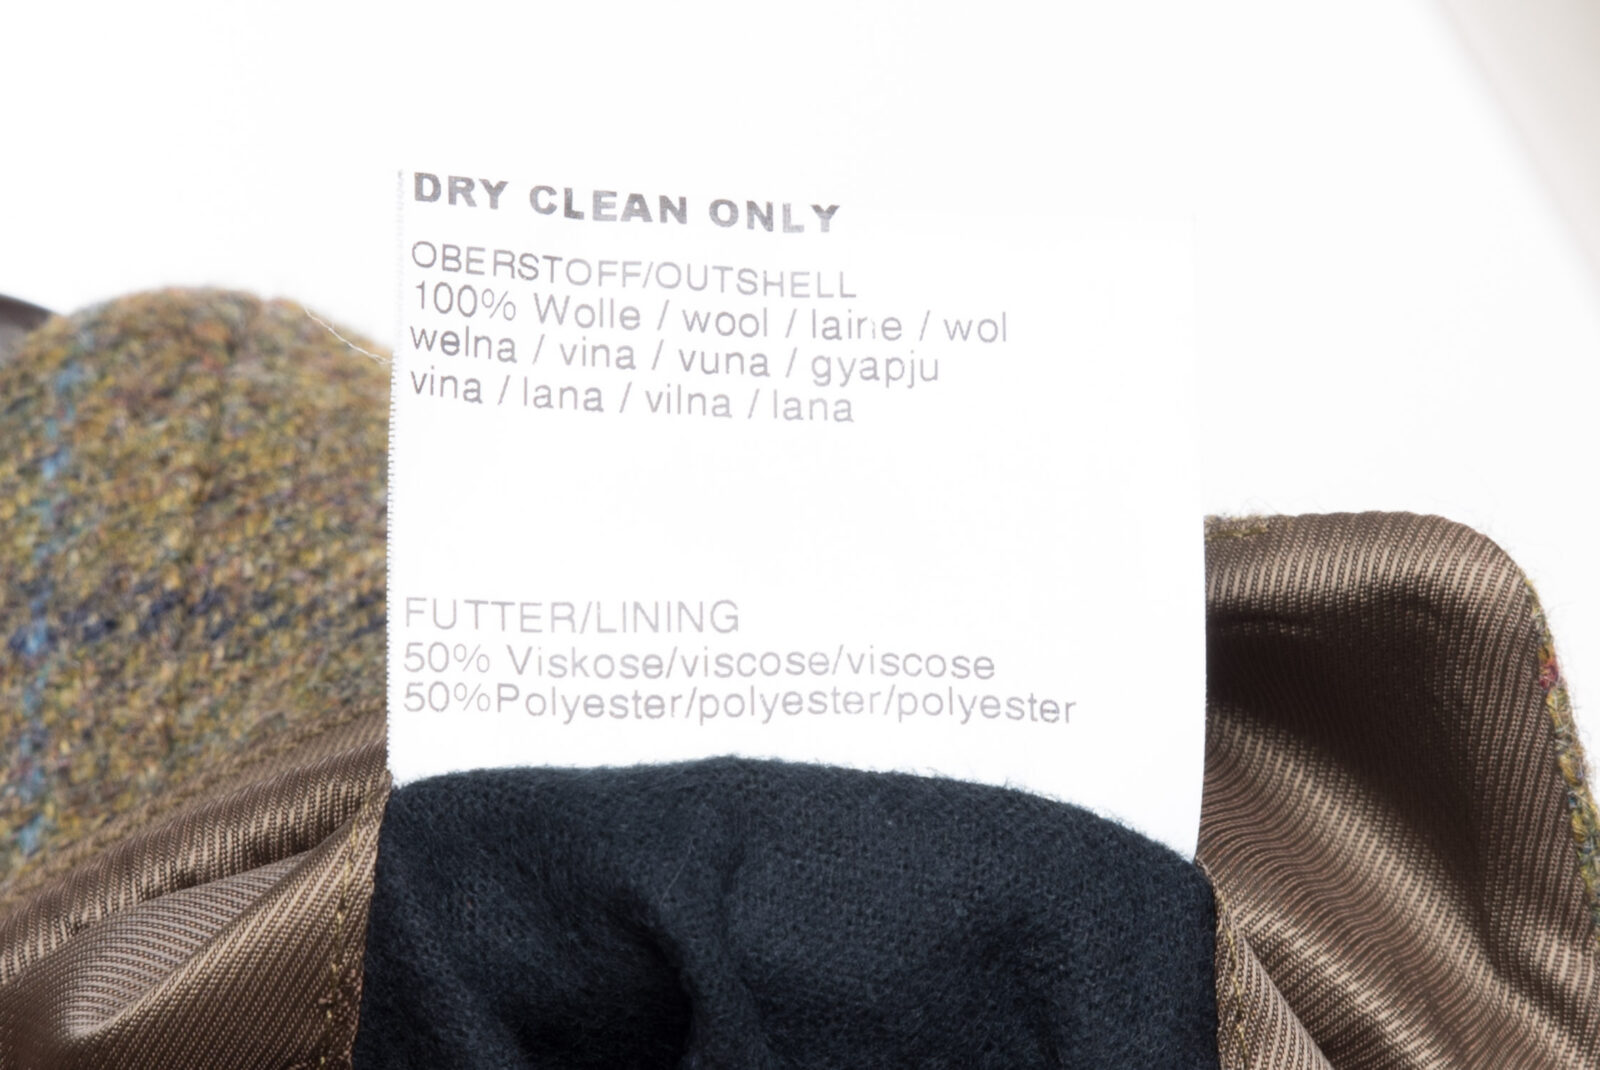 DRY CLEAN ONLY
OBERSTOFF/OUTSHELL
100% Wolle / wool / laine / wol
welna / vina / vuna / gyapju
vina / lana / vilna / lana
FUTTER/LINING
50% Viskose/viscose/viscose
50%Polyester/polyester/polyester